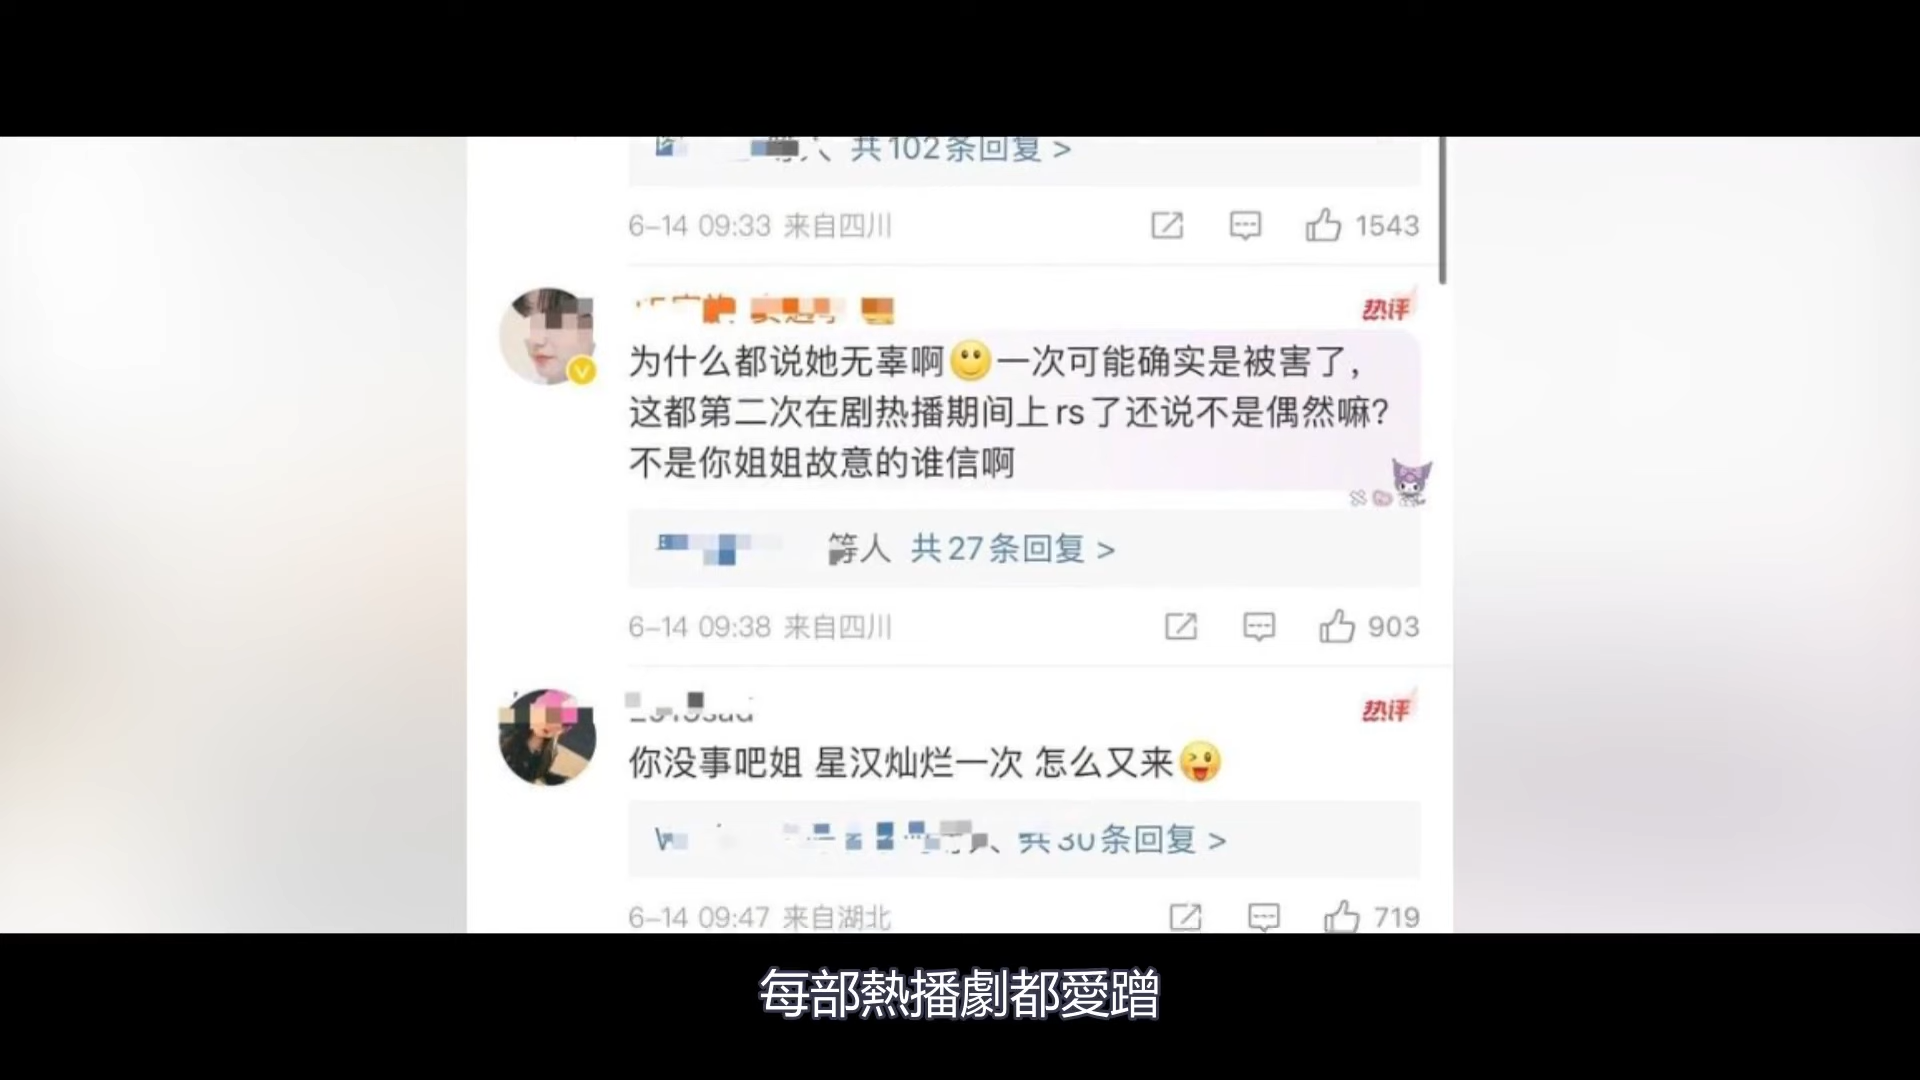 共102条回复 >
6-14 09:33 来自四川
1543
热评
为什么都说她无辜啊🙂一次可能确实是被害了,
这都第二次在剧热播期间上rs了还说不是偶然嘛?
不是你姐姐故意的谁信啊
等人 共27条回复 >
6-14 09:38 来自四川
903
热评
你没事吧姐 星汉灿烂一次 怎么又来😜
共30条回复 >
6-14 09:47 来自湖北
719
每部熱播劇都愛蹭